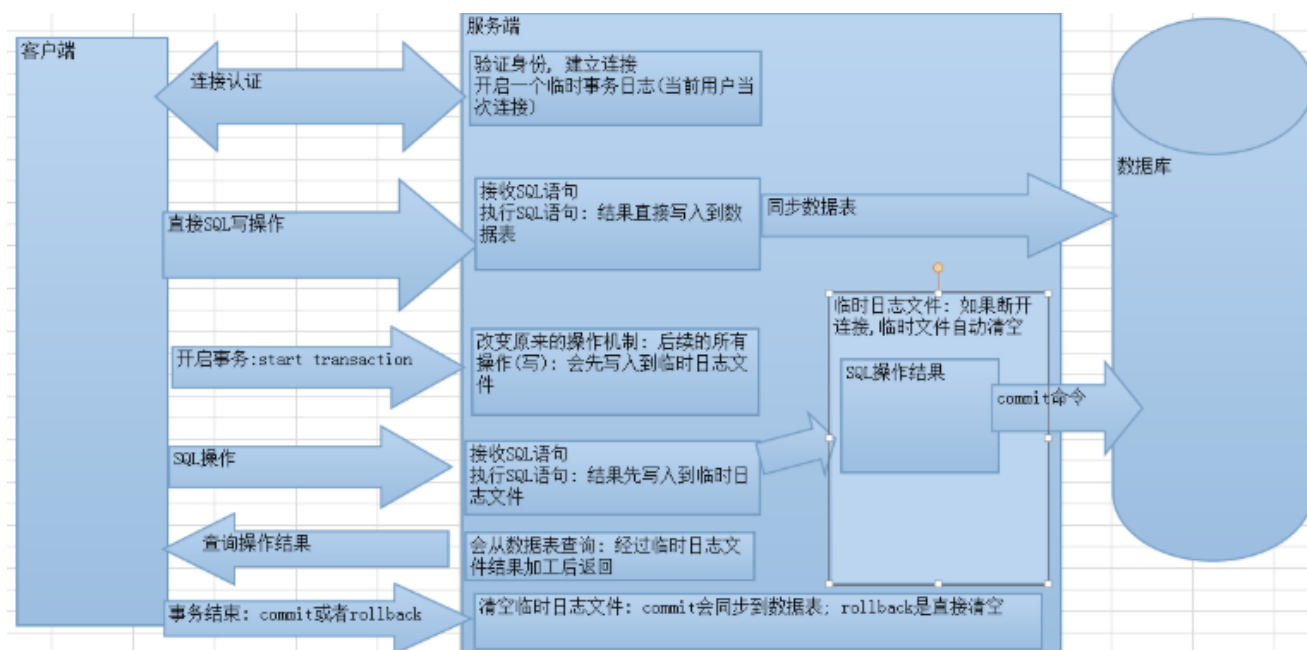 服务端
客户端
验证身份, 建立连接
开启一个临时事务日志(当前用户当
次连接)
连接认证
数据库
接收SQL语句
执行SQL语句: 结果直接写入到数
据表
同步数据表
直接SQL写操作
临时日志文件: 如果断开
连接,临时文件自动清空
改变原来的操作机制: 后续的所有
操作(写): 会先写入到临时日志文
件
开启事务:start transaction
SQL操作结果
commit命令
接收SQL语句
执行SQL语句: 结果先写入到临时日
志文件
SQL操作
查询操作结果
会从数据表查询: 经过临时日志文
件结果加工后返回
事务结束: commit或者rollback
清空临时日志文件: commit会同步到数据表; rollback是直接清空